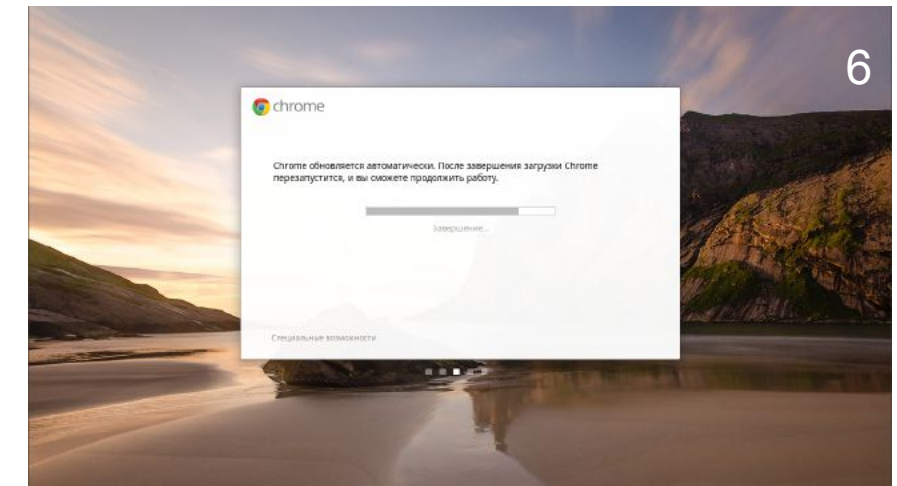 6
chrome
Chrome обновляется автоматически. После завершения загрузки Chrome
перезапустится, и вы сможете продолжить работу.
Завершение...
Специальные возможности